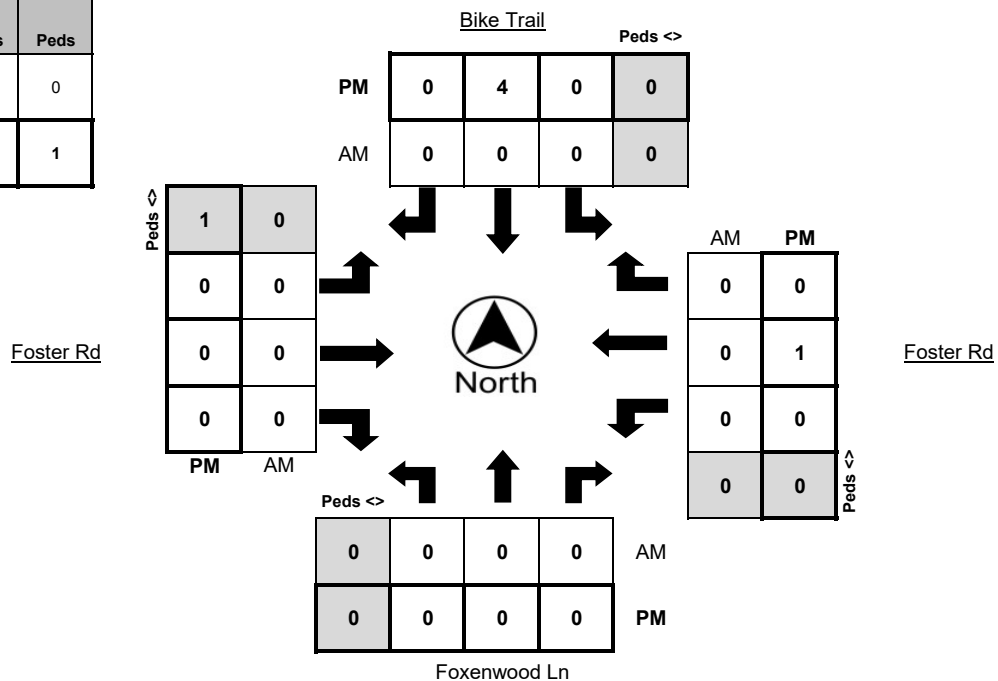 Bike Trail
Peds
Peds <>
PM 0 4 0 0
0
AM 0 0 0 0
1
Peds <>
1 0
AM PM
0 0
0 0
0 0
0 1
Foster Rd
North
Foster Rd
0 0
0 0
PM AM
0 0
Peds <>
Peds <>
0 0 0 0 AM
0 0 0 0 PM
Foxenwood Ln